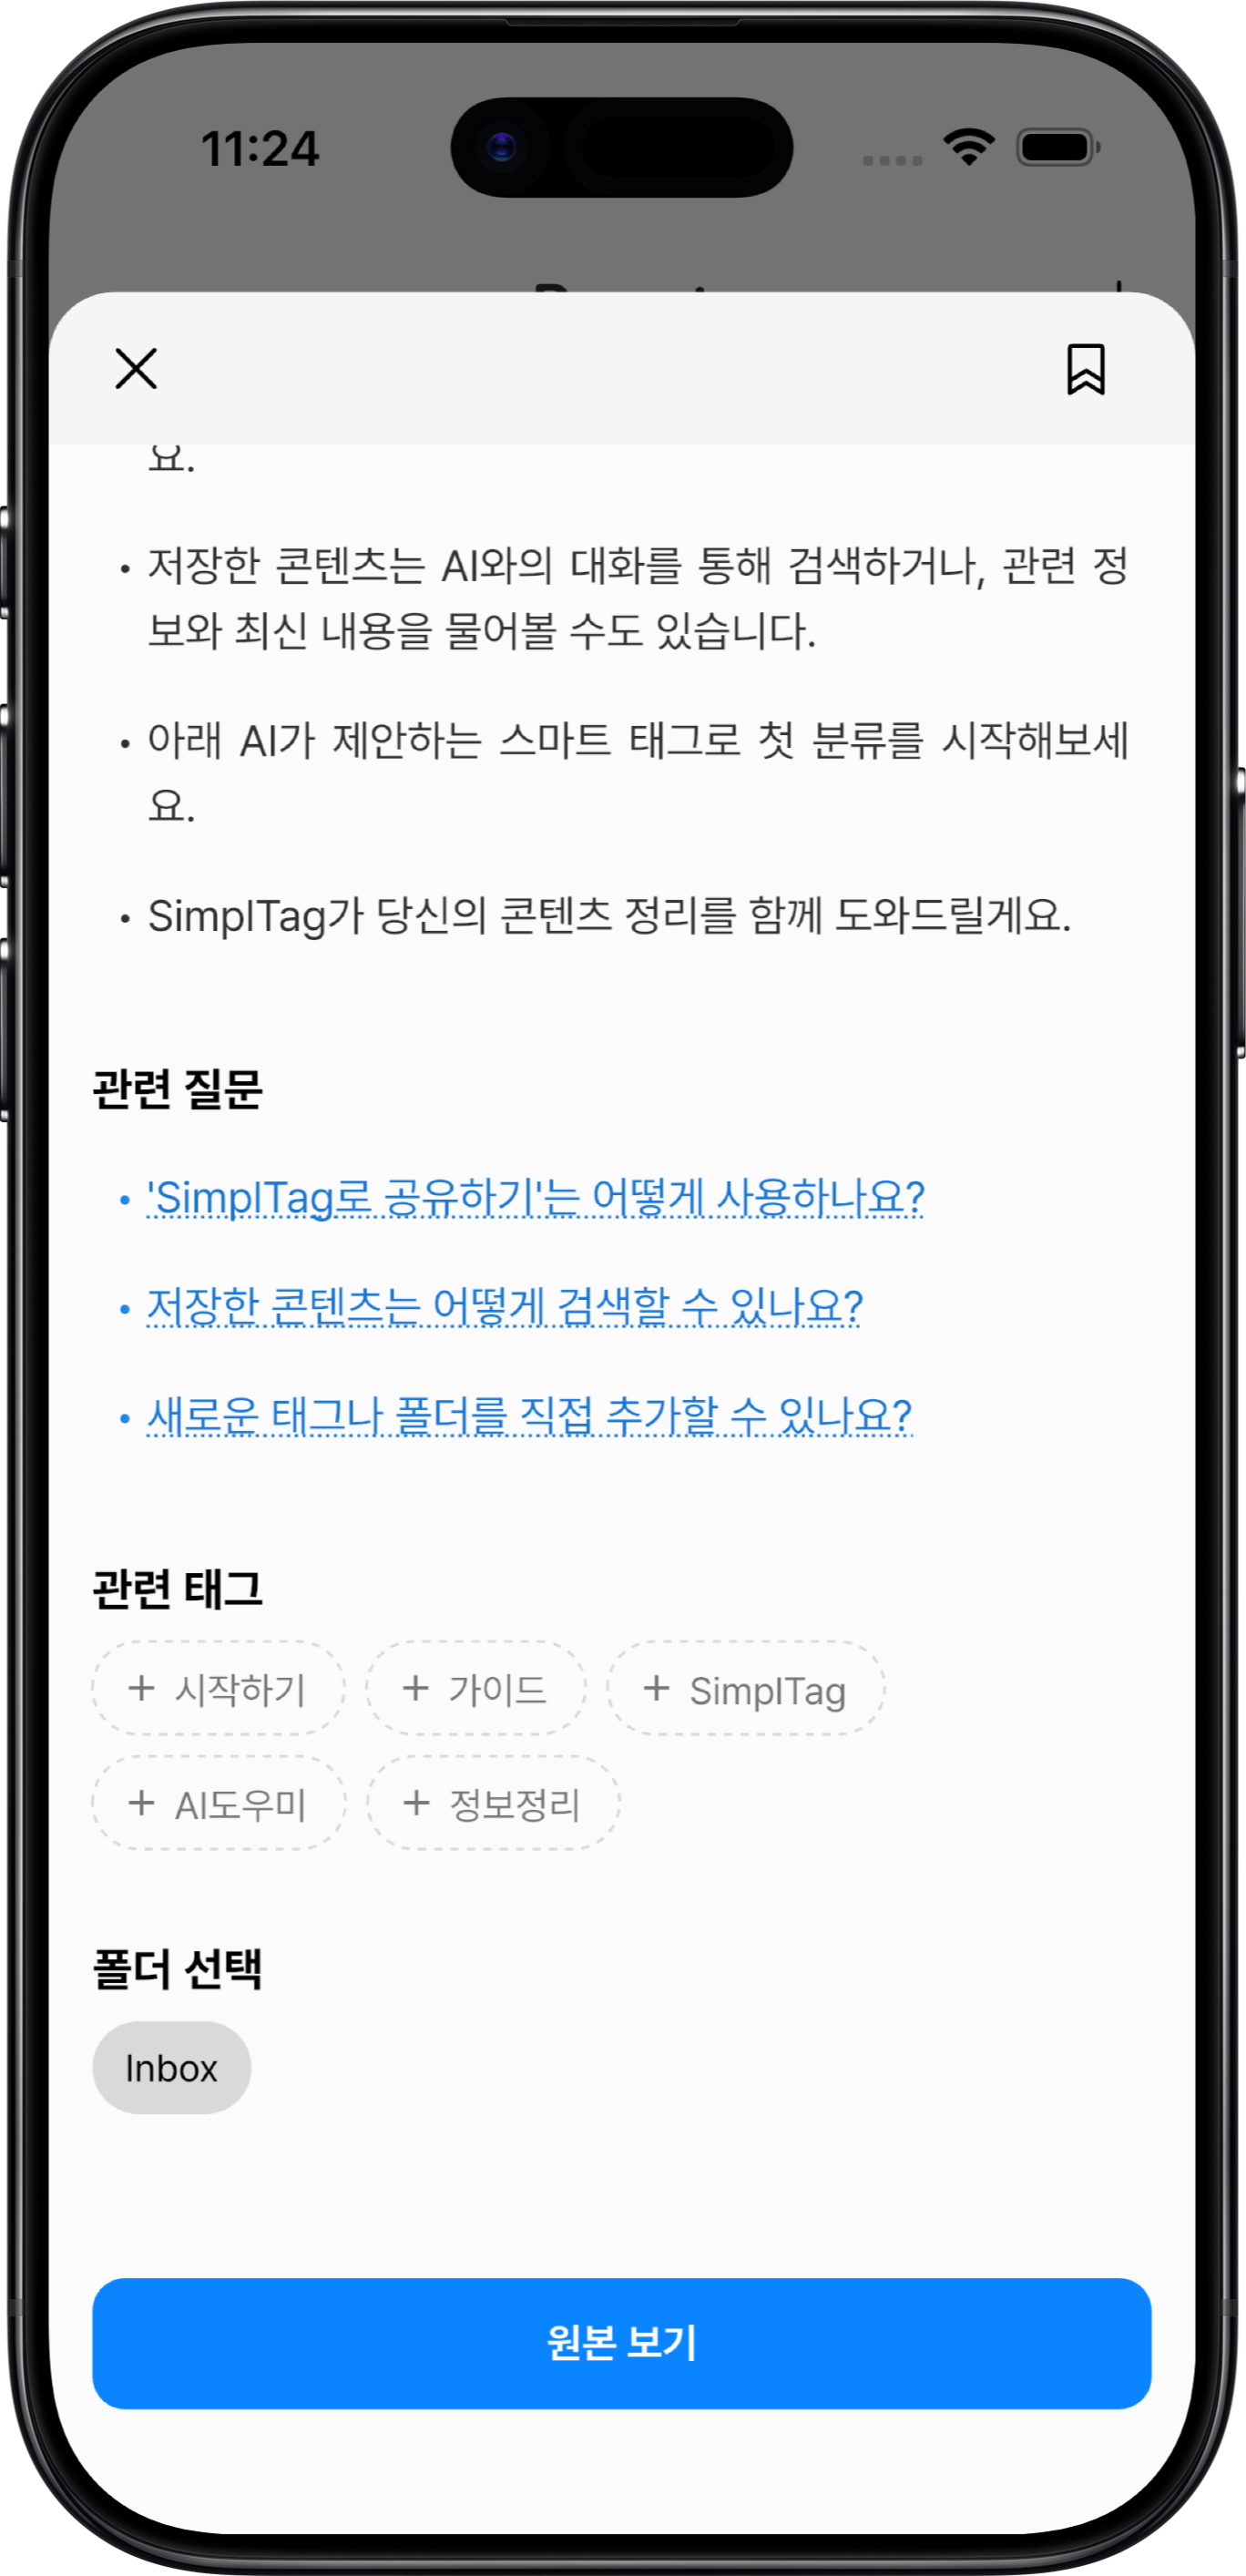 11:24
요.
• 저장한 콘텐츠는 AI와의 대화를 통해 검색하거나, 관련 정
보와 최신 내용을 물어볼 수도 있습니다.
• 아래 AI가 제안하는 스마트 태그로 첫 분류를 시작해보세
요.
• SimplTag가 당신의 콘텐츠 정리를 함께 도와드릴게요.
관련 질문
• 'SimplTag로 공유하기'는 어떻게 사용하나요?
• 저장한 콘텐츠는 어떻게 검색할 수 있나요?
• 새로운 태그나 폴더를 직접 추가할 수 있나요?
관련 태그
+ 시작하기 + 가이드 + SimplTag
+ AI도우미 + 정보정리
폴더 선택
Inbox
원본 보기